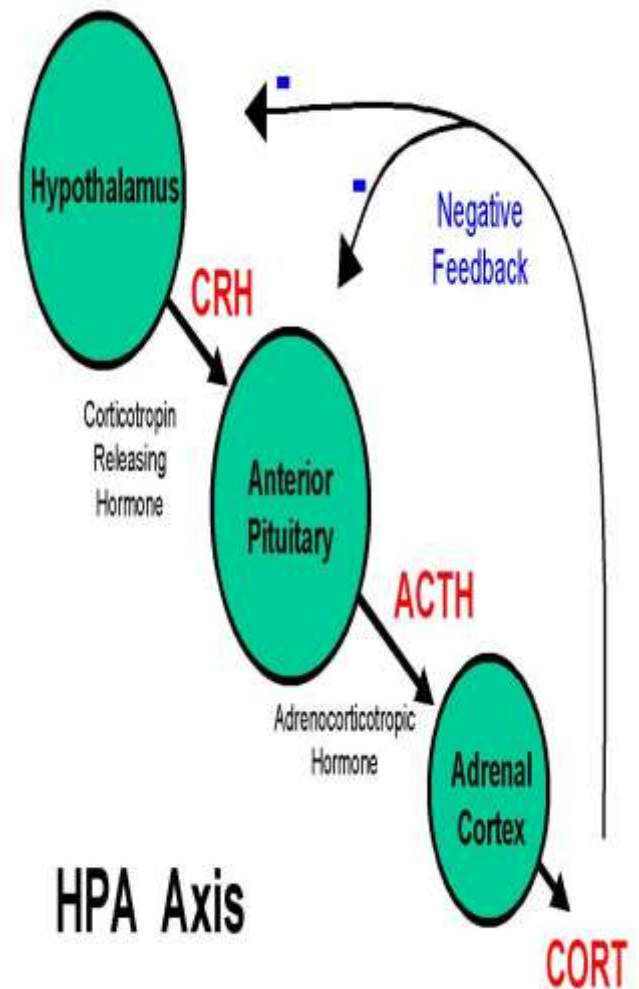 -
Hypothalamus
-
Negative
Feedback
CRH
Corticotropin
Releasing
Hormone
Anterior
Pituitary
ACTH
Adrenocorticotropic
Hormone
Adrenal
Cortex
HPA Axis
CORT